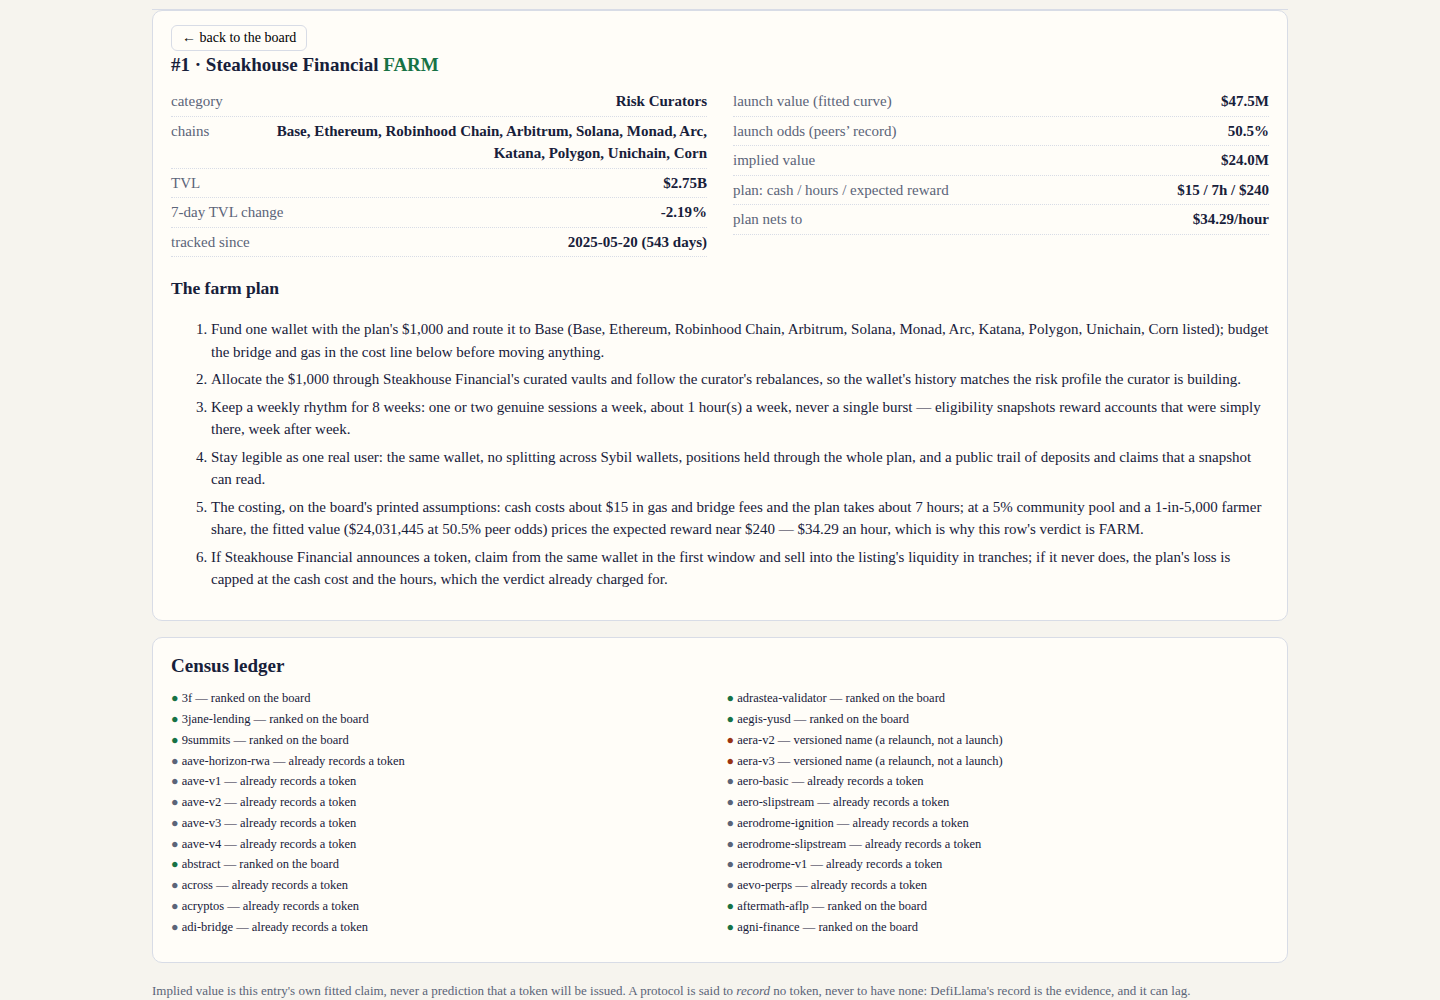 ← back to the board
#1 · Steakhouse Financial FARM
category Risk Curators
chains Base, Ethereum, Robinhood Chain, Arbitrum, Solana, Monad, Arc,
Katana, Polygon, Unichain, Corn
TVL $2.75B
7-day TVL change -2.19%
tracked since 2025-05-20 (543 days)
launch value (fitted curve) $47.5M
launch odds (peers’ record) 50.5%
implied value $24.0M
plan: cash / hours / expected reward $15 / 7h / $240
plan nets to $34.29/hour
The farm plan
1. Fund one wallet with the plan's $1,000 and route it to Base (Base, Ethereum, Robinhood Chain, Arbitrum, Solana, Monad, Arc, Katana, Polygon, Unichain, Corn listed); budget
the bridge and gas in the cost line below before moving anything.
2. Allocate the $1,000 through Steakhouse Financial's curated vaults and follow the curator's rebalances, so the wallet's history matches the risk profile the curator is building.
3. Keep a weekly rhythm for 8 weeks: one or two genuine sessions a week, about 1 hour(s) a week, never a single burst — eligibility snapshots reward accounts that were simply
there, week after week.
4. Stay legible as one real user: the same wallet, no splitting across Sybil wallets, positions held through the whole plan, and a public trail of deposits and claims that a snapshot
can read.
5. The costing, on the board's printed assumptions: cash costs about $15 in gas and bridge fees and the plan takes about 7 hours; at a 5% community pool and a 1-in-5,000 farmer
share, the fitted value ($24,031,445 at 50.5% peer odds) prices the expected reward near $240 — $34.29 an hour, which is why this row's verdict is FARM.
6. If Steakhouse Financial announces a token, claim from the same wallet in the first window and sell into the listing's liquidity in tranches; if it never does, the plan's loss is
capped at the cash cost and the hours, which the verdict already charged for.
Census ledger
● 3f — ranked on the board
● 3jane-lending — ranked on the board
● 9summits — ranked on the board
● aave-horizon-rwa — already records a token
● aave-v1 — already records a token
● aave-v2 — already records a token
● aave-v3 — already records a token
● aave-v4 — already records a token
● abstract — ranked on the board
● across — already records a token
● acryptos — already records a token
● adi-bridge — already records a token
● adrastea-validator — ranked on the board
● aegis-yusd — ranked on the board
● aera-v2 — versioned name (a relaunch, not a launch)
● aera-v3 — versioned name (a relaunch, not a launch)
● aero-basic — already records a token
● aero-slipstream — already records a token
● aerodrome-ignition — already records a token
● aerodrome-slipstream — already records a token
● aerodrome-v1 — already records a token
● aevo-perps — already records a token
● aftermath-aflp — ranked on the board
● agni-finance — ranked on the board
Implied value is this entry's own fitted claim, never a prediction that a token will be issued. A protocol is said to record no token, never to have none: DefiLlama's record is the evidence, and it can lag.